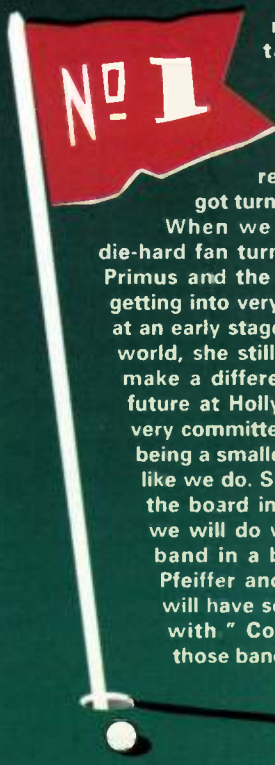 Nº 1
re
got turn
When we
die-hard fan turn
Primus and the
getting into very
at an early stage
world, she still
make a differe
future at Holly
very committe
being a smalle
like we do. S
the board in
we will do v
band in a b
Pfeiffer and
will have se
with." Co
those band